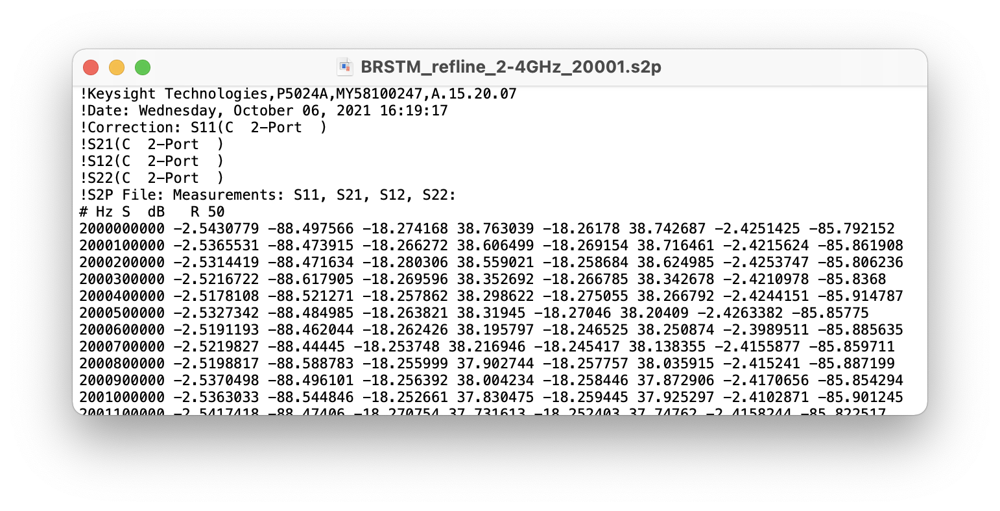 BRSTM_refline_2-4GHz_20001.s2p
!Keysight Technologies,P5024A,MY58100247,A.15.20.07
!Date: Wednesday, October 06, 2021 16:19:17
!Correction: S11(C  2-Port  )
!S21(C  2-Port  )
!S12(C  2-Port  )
!S22(C  2-Port  )
!S2P File: Measurements: S11, S21, S12, S22:
# Hz S  dB   R 50
2000000000 -2.5430779 -88.497566 -18.274168 38.763039 -18.26178 38.742687 -2.4251425 -85.792152
2000100000 -2.5365531 -88.473915 -18.266272 38.606499 -18.269154 38.716461 -2.4215624 -85.861908
2000200000 -2.5314419 -88.471634 -18.280306 38.559021 -18.258684 38.624985 -2.4253747 -85.806236
2000300000 -2.5216722 -88.617905 -18.269596 38.352692 -18.266785 38.342678 -2.4210978 -85.8368
2000400000 -2.5178108 -88.521271 -18.257862 38.298622 -18.275055 38.266792 -2.4244151 -85.914787
2000500000 -2.5327342 -88.484985 -18.263821 38.31945 -18.27046 38.20409 -2.4263382 -85.85775
2000600000 -2.5191193 -88.462044 -18.262426 38.195797 -18.246525 38.250874 -2.3989511 -85.885635
2000700000 -2.5219827 -88.44445 -18.253748 38.216946 -18.245417 38.138355 -2.4155877 -85.859711
2000800000 -2.5198817 -88.588783 -18.255999 37.902744 -18.257757 38.035915 -2.415241 -85.887199
2000900000 -2.5370498 -88.496101 -18.256392 38.004234 -18.258446 37.872906 -2.4170656 -85.854294
2001000000 -2.5363033 -88.544846 -18.252661 37.830475 -18.259445 37.925297 -2.4102871 -85.901245
2001100000 -2.5417418 -88.47406 -18.270754 37.731613 -18.252403 37.74762 -2.4158244 -85.822517